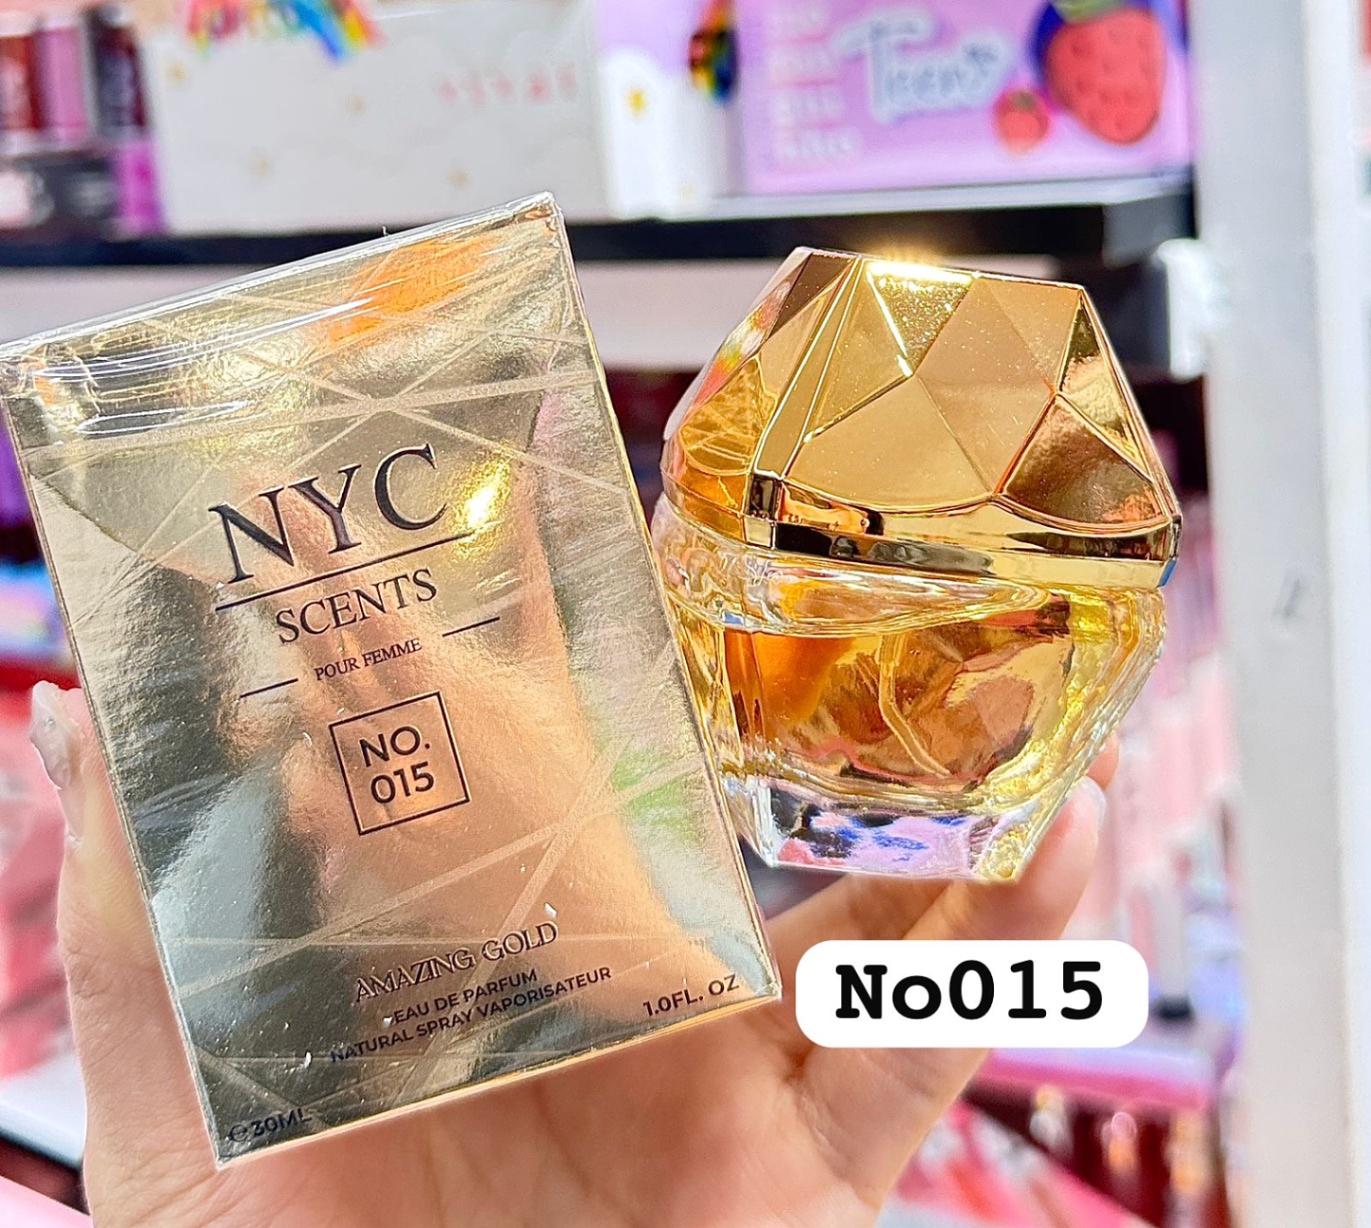 Teens
NYC
SCENTS
POUR FEMME
NO.
015
AMAZING GOLD
EAU DE PARFUM
NATURAL SPRAY VAPORISATEUR
1.0FL. OZ
℮30ML
No015